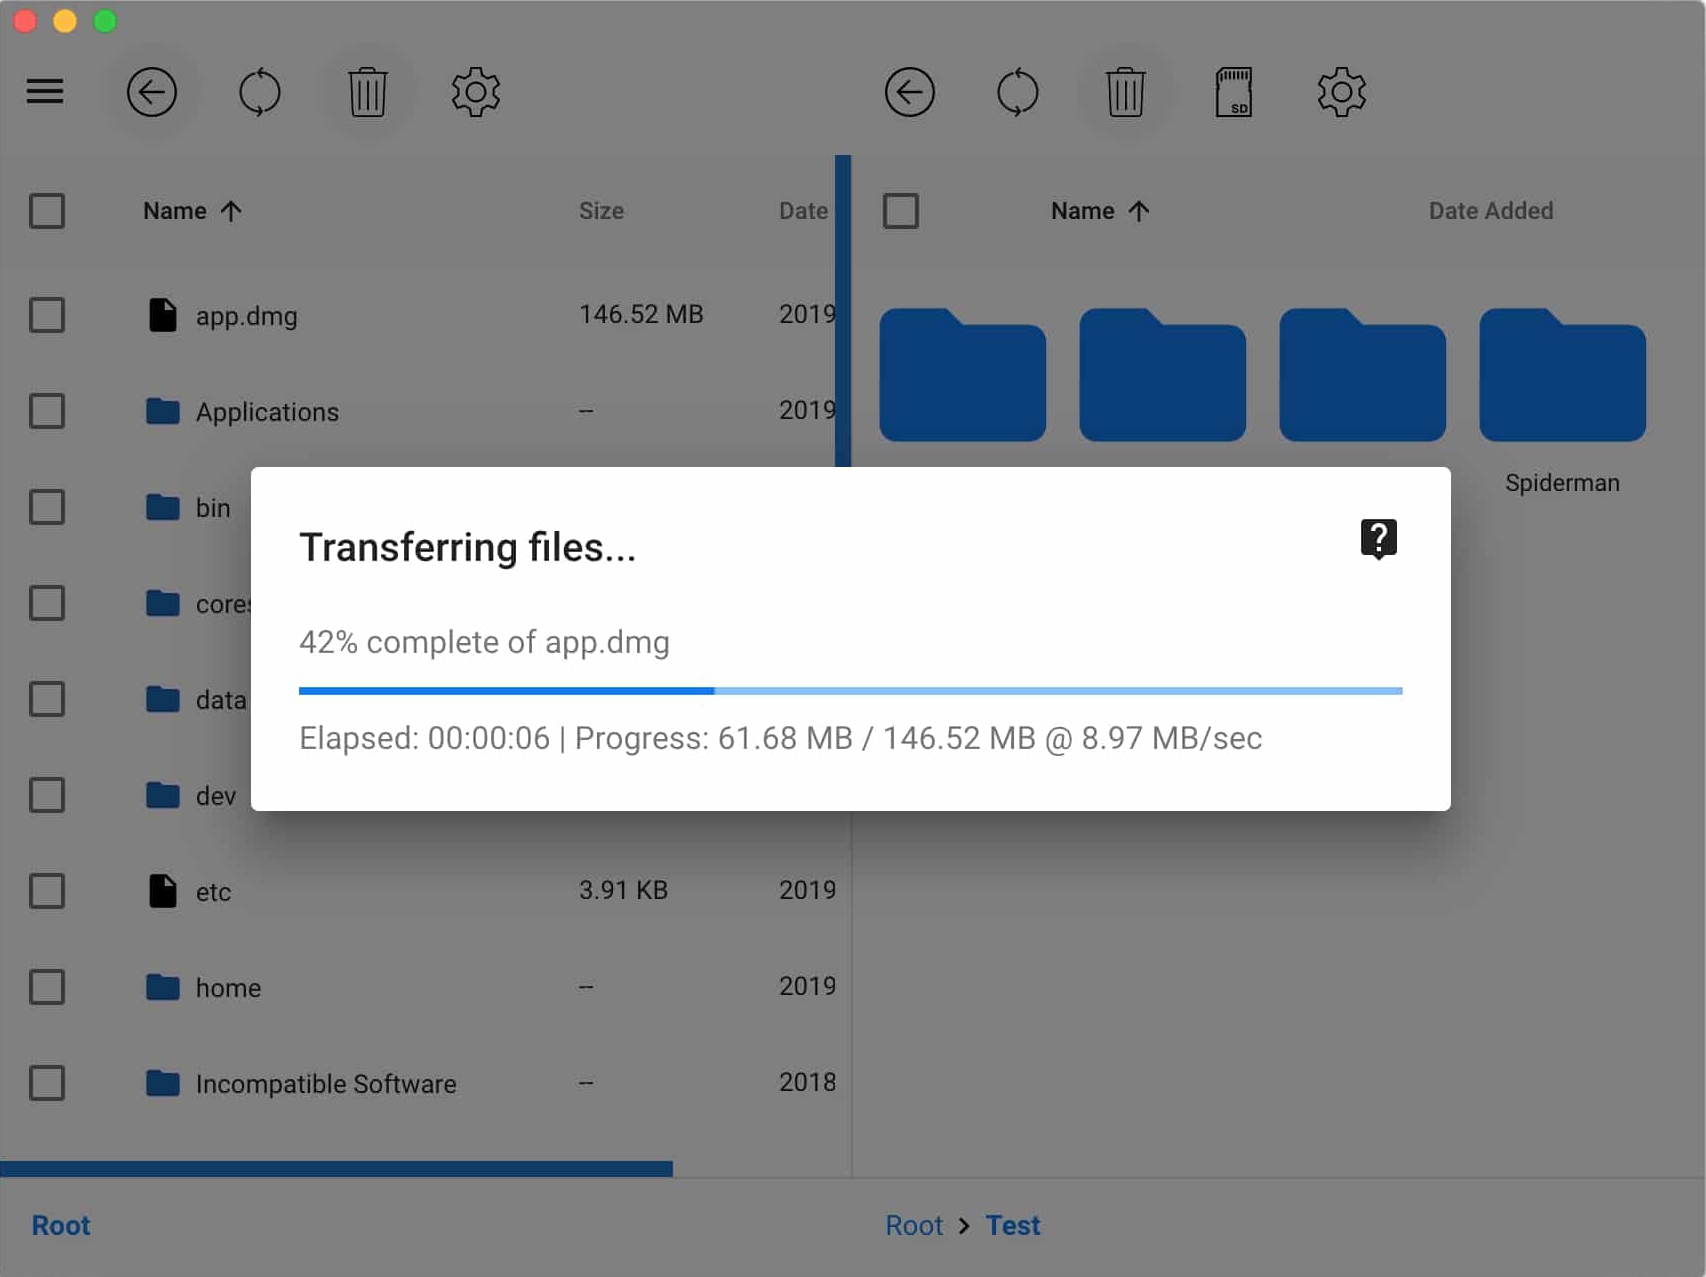 SD
Name Size Date
Name Date Added
app.dmg 146.52 MB 2019
Applications -- 2019
Spiderman
bin
Transferring files...
?
cores
42% complete of app.dmg
data
Elapsed: 00:00:06 | Progress: 61.68 MB / 146.52 MB @ 8.97 MB/sec
dev
etc 3.91 KB 2019
home -- 2019
Incompatible Software -- 2018
Root
Root > Test